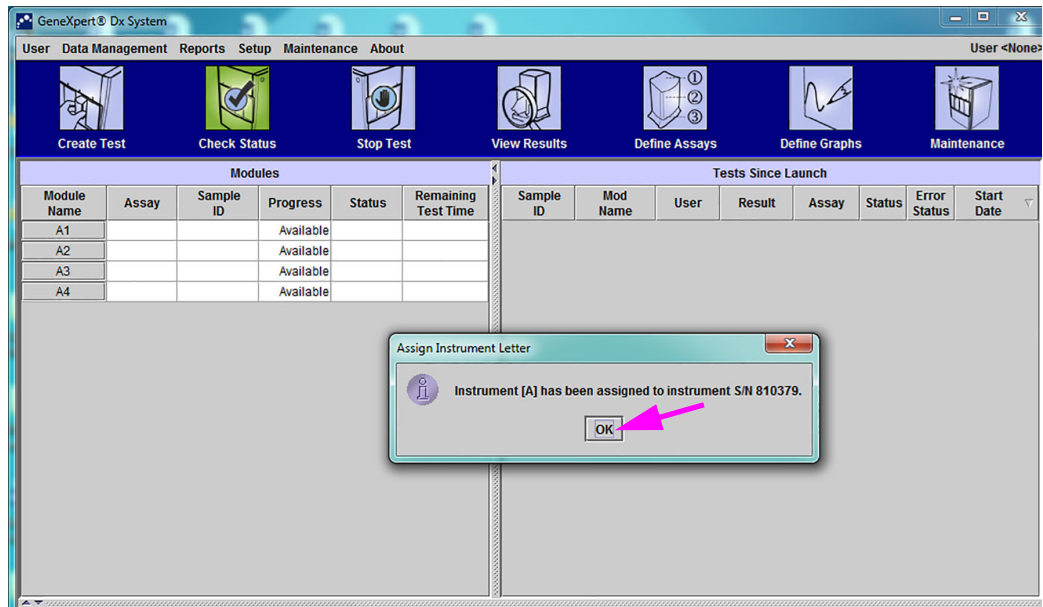 GeneXpert® Dx System
User Data Management Reports Setup Maintenance About User <None>
Create Test Check Status Stop Test View Results Define Assays Define Graphs Maintenance
① ② ③
Modules Tests Since Launch
Module Name Assay Sample ID Progress Status Remaining Test Time Sample ID Mod Name User Result Assay Status Error Status Start Date
A1 Available
A2 Available
A3 Available
A4 Available
Assign Instrument Letter
Instrument [A] has been assigned to instrument S/N 810379.
OK